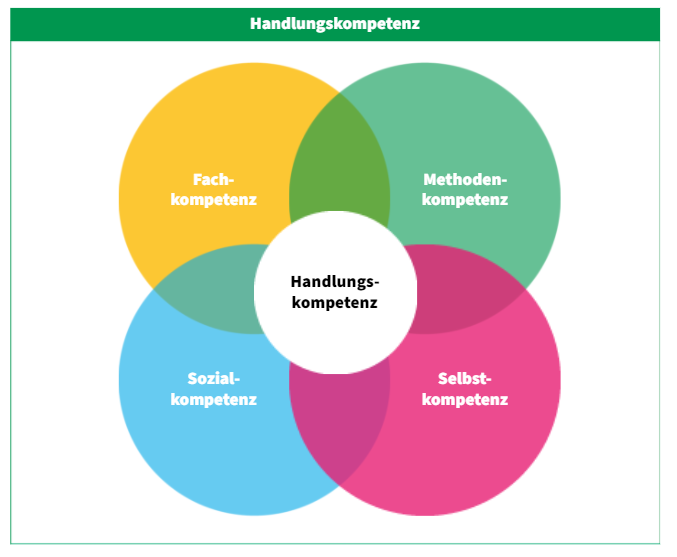 Handlungskompetenz
Fach-
kompetenz
Methoden-
kompetenz
Handlungs-
kompetenz
Sozial-
kompetenz
Selbst-
kompetenz